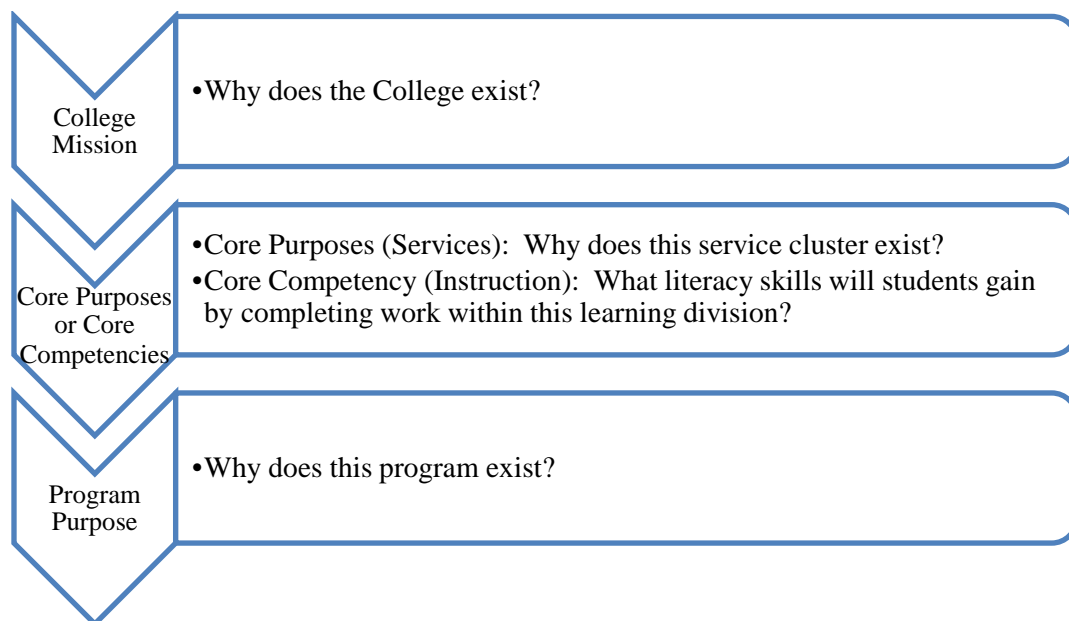 College
Mission
•Why does the College exist?
Core Purposes
or Core
Competencies
•Core Purposes (Services):  Why does this service cluster exist?
•Core Competency (Instruction):  What literacy skills will students gain
by completing work within this learning division?
Program
Purpose
•Why does this program exist?